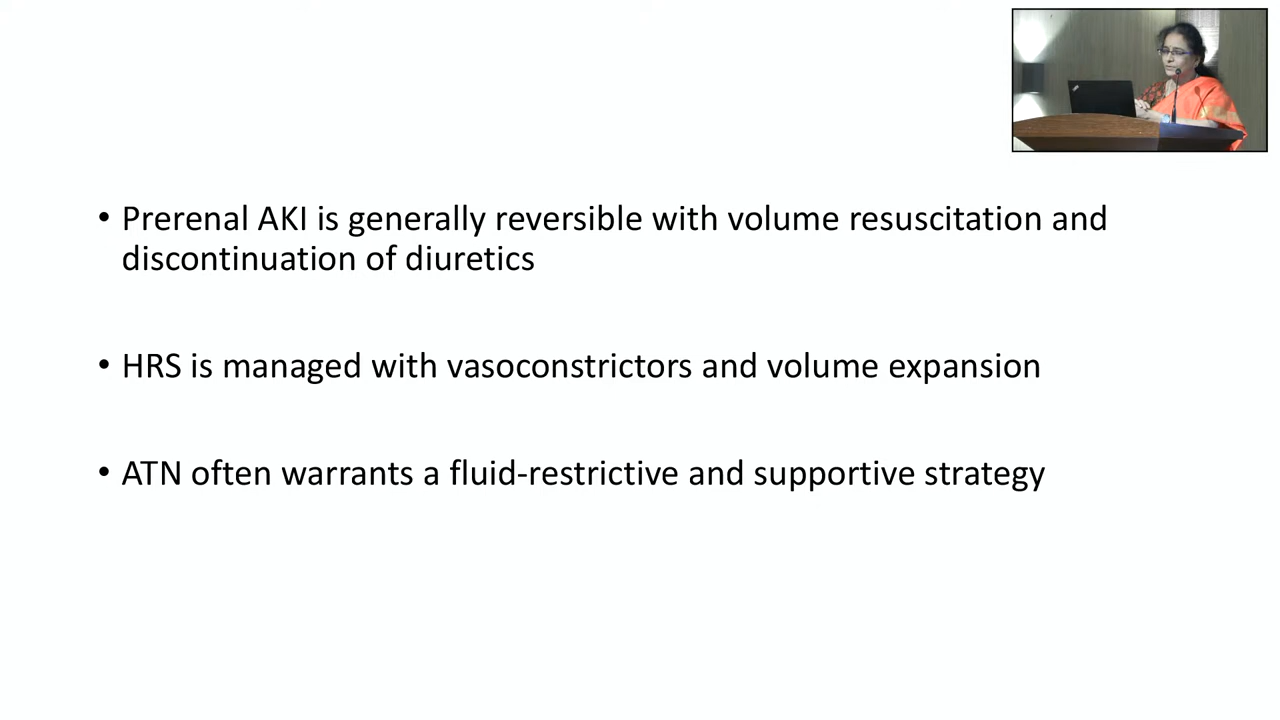 • Prerenal AKI is generally reversible with volume resuscitation and
discontinuation of diuretics
• HRS is managed with vasoconstrictors and volume expansion
• ATN often warrants a fluid-restrictive and supportive strategy